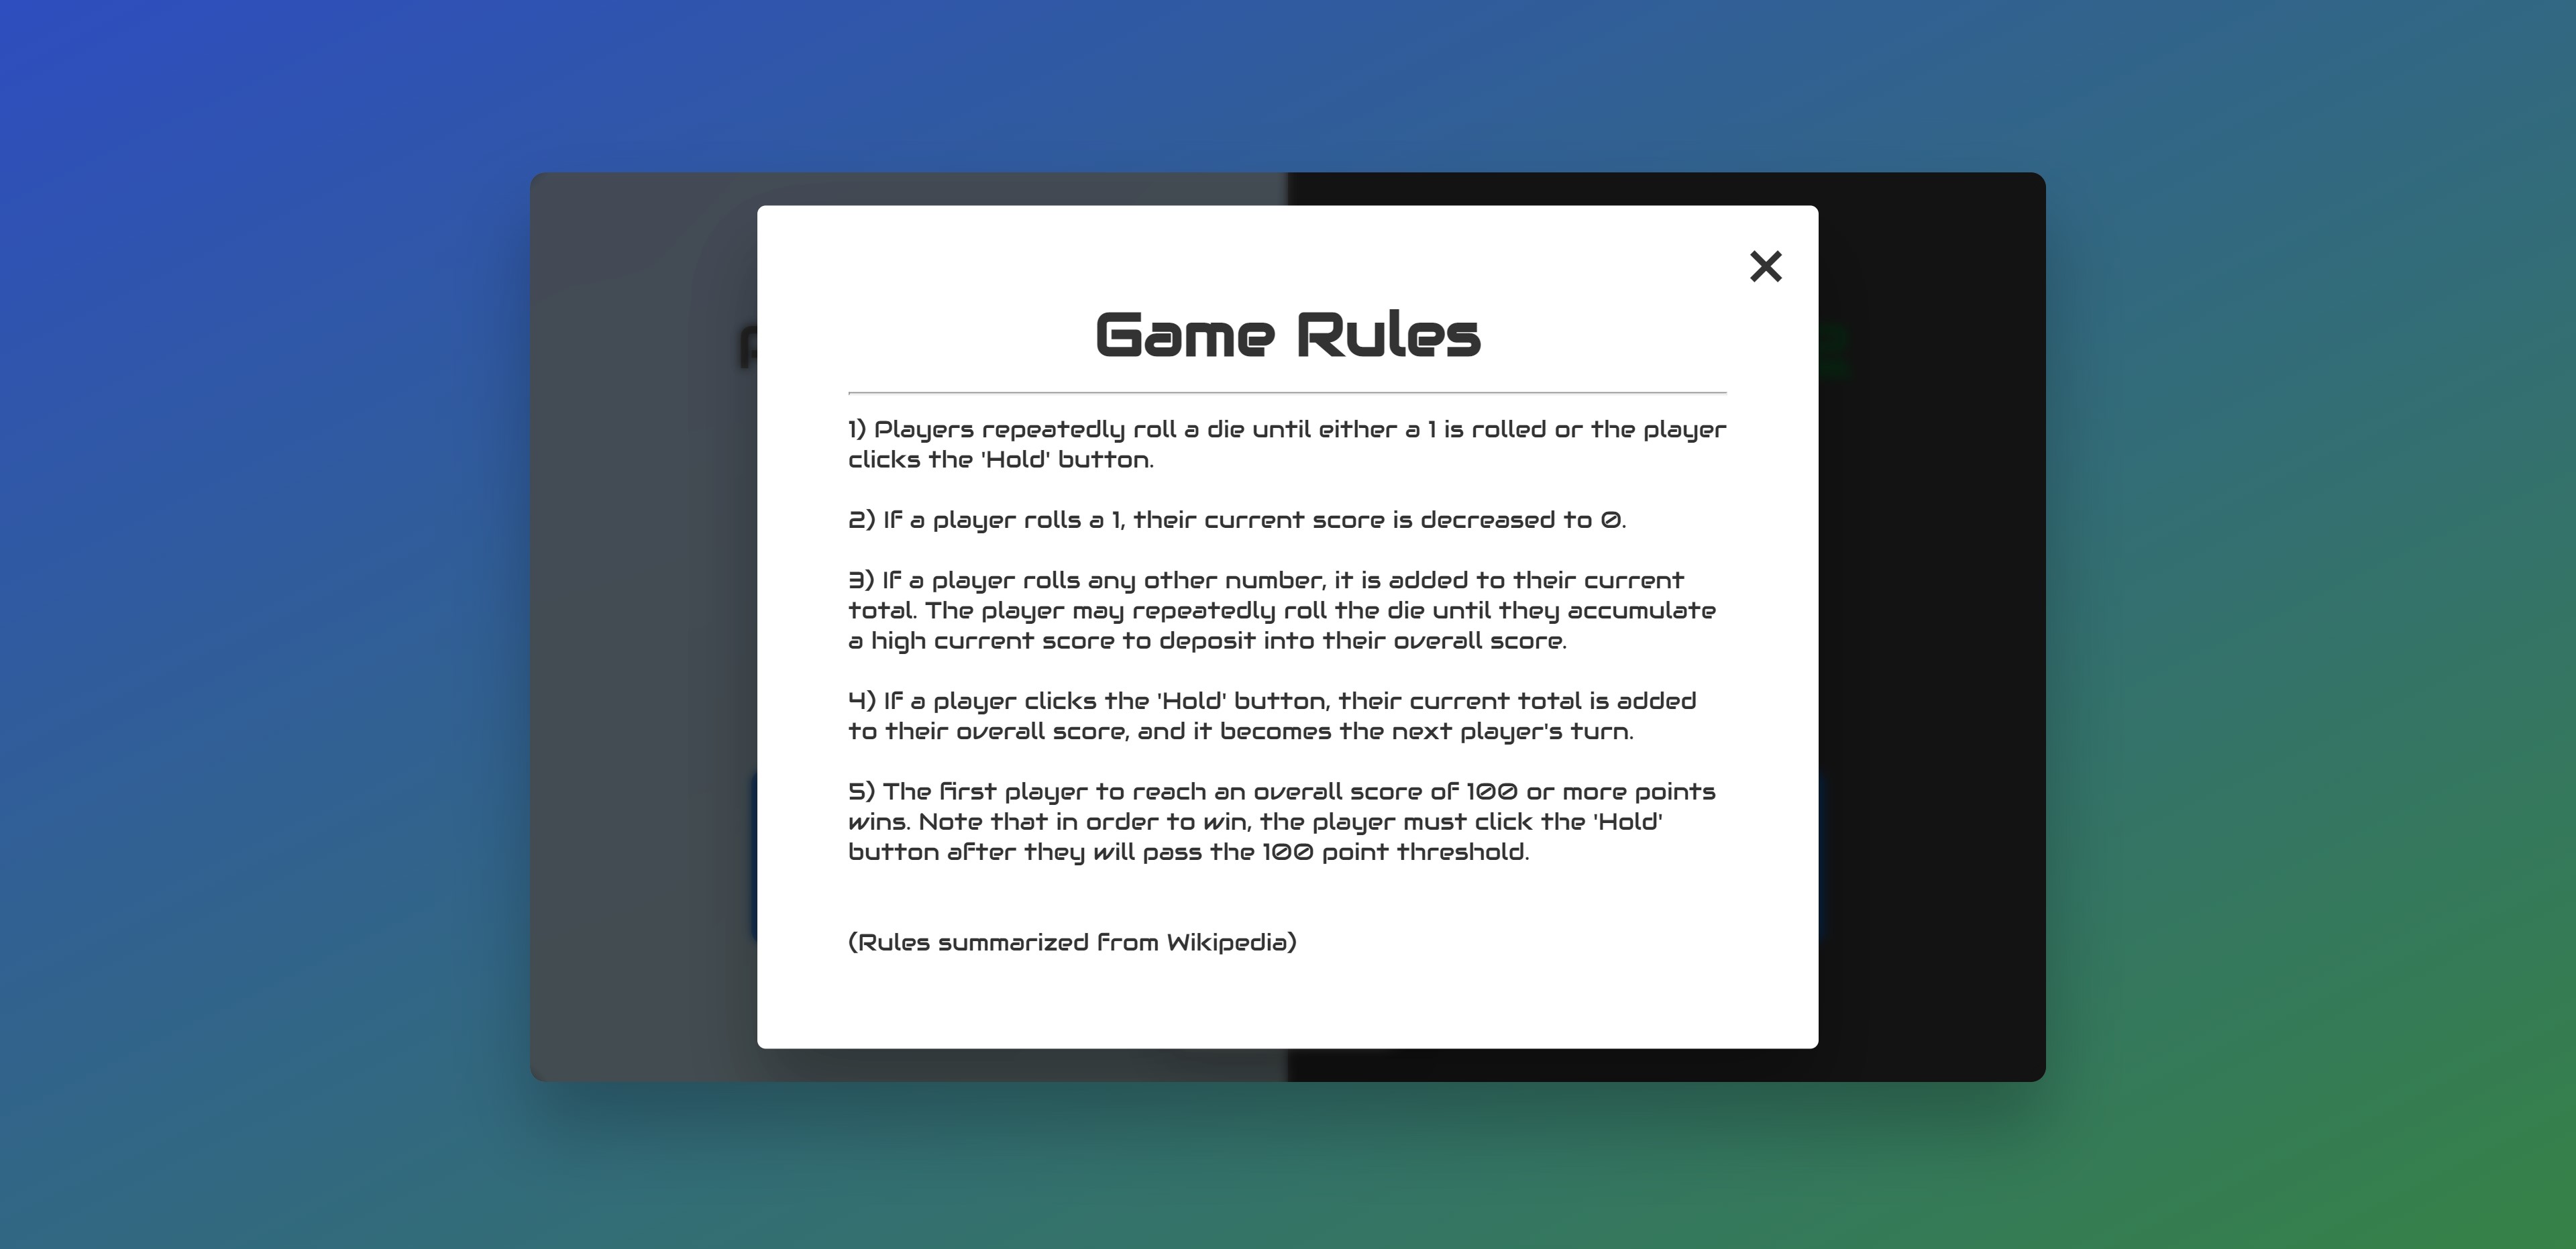 Game Rules
1) Players repeatedly roll a die until either a 1 is rolled or the player
clicks the 'Hold' button.
2) If a player rolls a 1, their current score is decreased to 0.
3) If a player rolls any other number, it is added to their current
total. The player may repeatedly roll the die until they accumulate
a high current score to deposit into their overall score.
4) If a player clicks the 'Hold' button, their current total is added
to their overall score, and it becomes the next player's turn.
5) The first player to reach an overall score of 100 or more points
wins. Note that in order to win, the player must click the 'Hold'
button after they will pass the 100 point threshold.
(Rules summarized from Wikipedia)